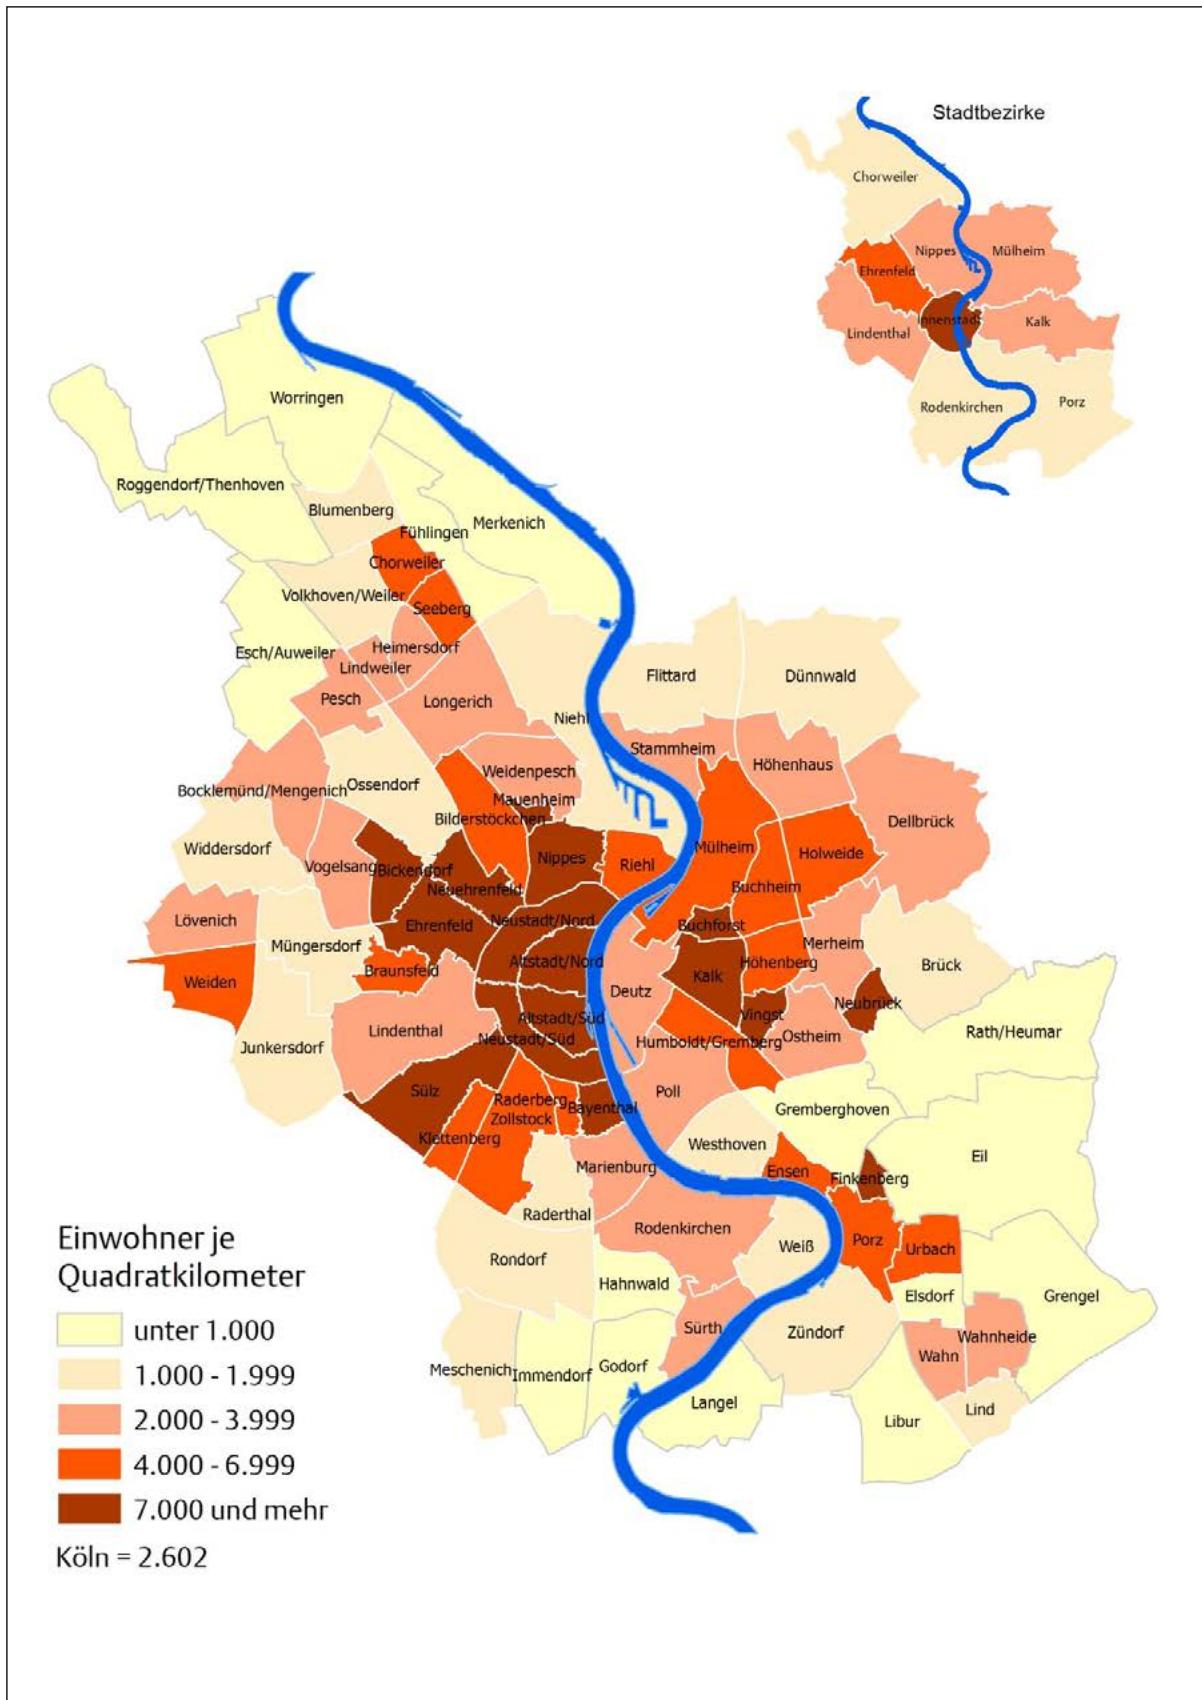 Stadtbezirke
Chorweiler
Nippes
Mülheim
Ehrenfeld
Innenstadt
Kalk
Lindenthal
Rodenkirchen
Porz
Worringen
Roggendorf/Thenhoven
Blumenberg
Fühlingen
Merkenich
Chorweiler
Volkhoven/Weiler
Seeberg
Heimersdorf
Esch/Auweiler
Lindweiler
Pesch
Longerich
Flittard
Dünnwald
Niehl
Stammheim
Höhenhaus
Weidenpesch
Ossendorf
Bocklemünd/Mengenich
Mauenheim
Bilderstöckchen
Dellbrück
Widdersdorf
Vogelsang
Bickendorf
Nippes
Riehl
Mülheim
Holweide
Neuehrenfeld
Buchheim
Lövenich
Ehrenfeld
Neustadt/Nord
Buchforst
Müngersdorf
Merheim
Altstadt/Nord
Höhenberg
Brück
Braunsfeld
Kalk
Weiden
Deutz
Neubrück
Altstadt/Süd
Vingst
Lindenthal
Neustadt/Süd
Humboldt/Gremberg
Ostheim
Rath/Heumar
Junkersdorf
Sülz
Raderberg
Poll
Bayenthal
Zollstock
Gremberghoven
Klettenberg
Westhoven
Eil
Marienburg
Ensen
Finkenberg
Raderthal
Rodenkirchen
Weiß
Porz
Urbach
Rondorf
Hahnwald
Elsdorf
Grengel
Sürth
Zündorf
Wahnheide
Wahn
Meschenich
Immendorf
Godorf
Langel
Libur
Lind
Einwohner je
Quadratkilometer
unter 1.000
1.000 - 1.999
2.000 - 3.999
4.000 - 6.999
7.000 und mehr
Köln = 2.602